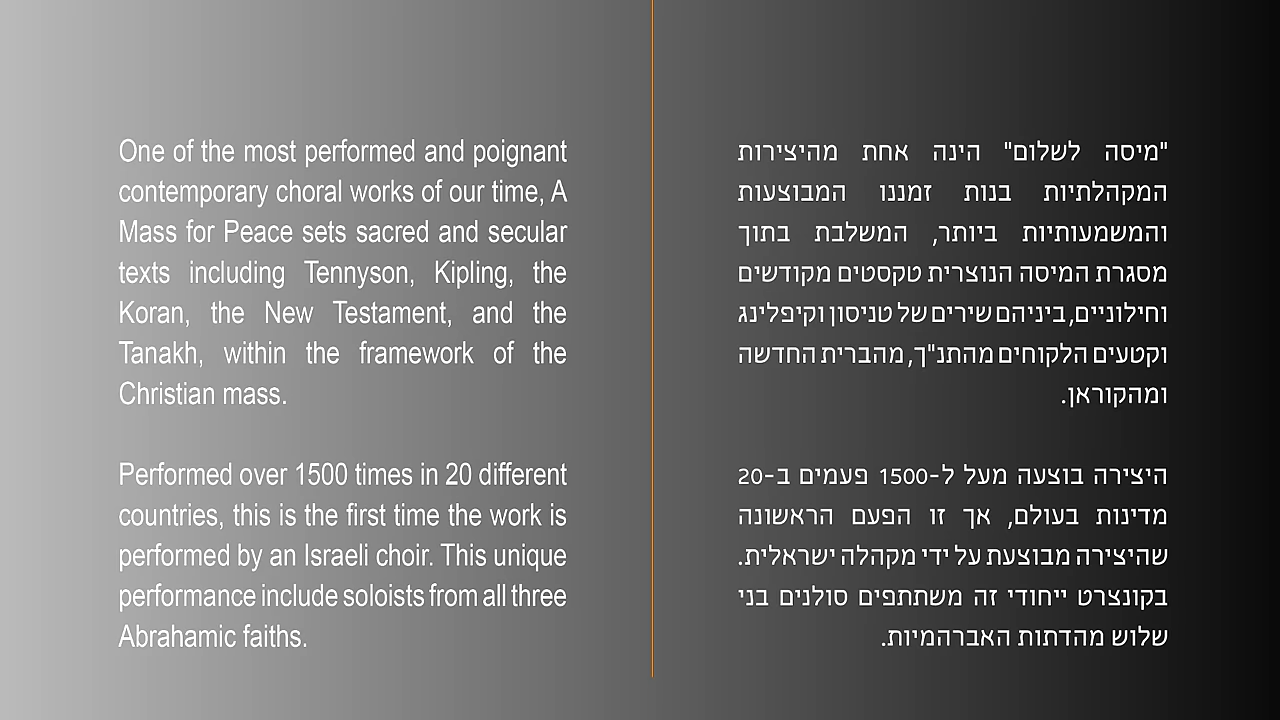 One of the most performed and poignant
contemporary choral works of our time, A
Mass for Peace sets sacred and secular
texts including Tennyson, Kipling, the
Koran, the New Testament, and the
Tanakh, within the framework of the
Christian mass.
Performed over 1500 times in 20 different
countries, this is the first time the work is
performed by an Israeli choir. This unique
performance include soloists from all three
Abrahamic faiths.
"מיסה לשלום" הינה אחת מהיצירות
המקהלתיות בנות זמננו המבוצעות
והמשמעותיות ביותר, המשלבת בתוך
מסגרת המיסה הנוצרית טקסטים מקודשים
וחילוניים,ביניהם שירים של טניסון וקיפלינג
וקטעים הלקוחים מהתנ"ך,מהברית החדשה
ומהקוראן.
היצירה בוצעה מעל ל-1500 פעמים ב-20
מדינות בעולם, אך זו הפעם הראשונה
שהיצירה מבוצעת על ידי מקהלה ישראלית.
בקונצרט ייחודי זה משתתפים סולנים בני
שלוש מהדתות האברהמיות.